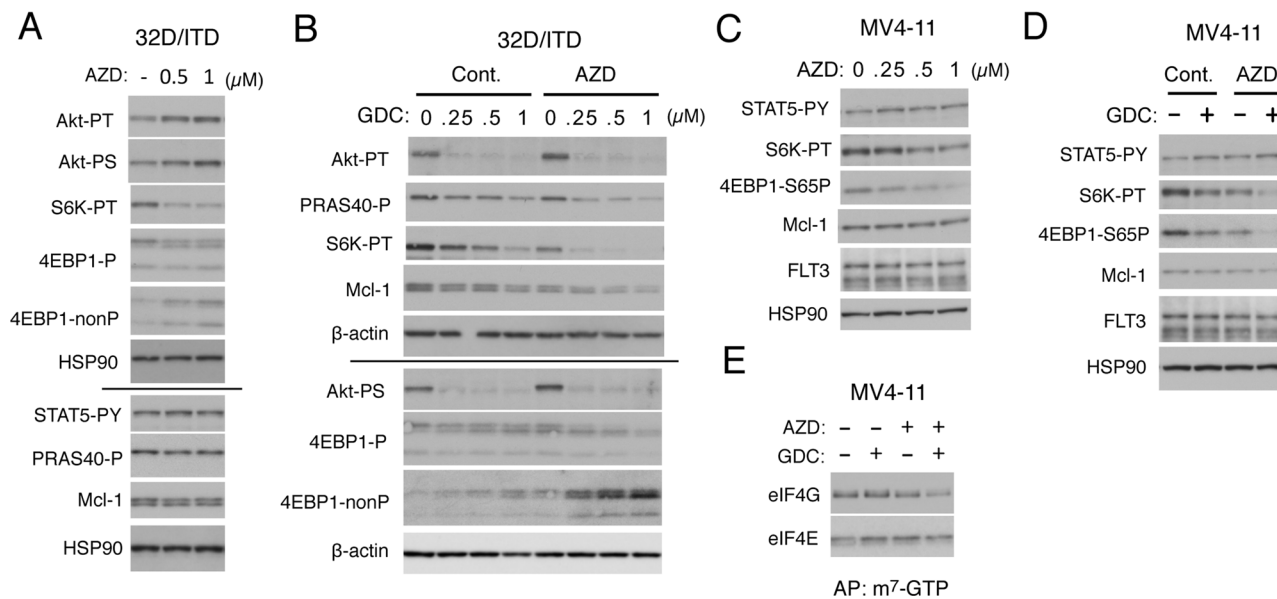 A
32D/ITD
AZD: - 0.5 1 (μM)
Akt-PT
Akt-PS
S6K-PT
4EBP1-P
4EBP1-nonP
HSP90
STAT5-PY
PRAS40-P
Mcl-1
HSP90
B
32D/ITD
Cont. AZD
GDC: 0 .25 .5 1 0 .25 .5 1 (μM)
Akt-PT
PRAS40-P
S6K-PT
Mcl-1
β-actin
Akt-PS
4EBP1-P
4EBP1-nonP
β-actin
C
MV4-11
AZD: 0 .25 .5 1 (μM)
STAT5-PY
S6K-PT
4EBP1-S65P
Mcl-1
FLT3
HSP90
D
MV4-11
Cont. AZD
GDC: − + − +
STAT5-PY
S6K-PT
4EBP1-S65P
Mcl-1
FLT3
HSP90
E
MV4-11
AZD: − − + +
GDC: − + − +
eIF4G
eIF4E
AP: m⁷-GTP